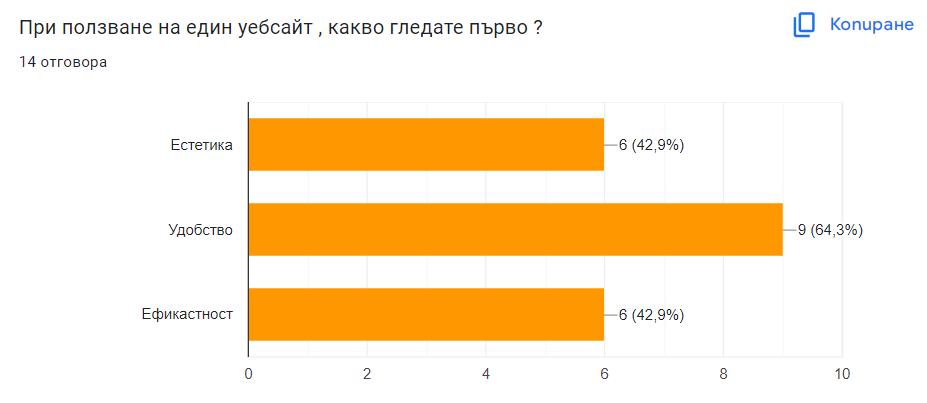 При ползване на един уебсайт , какво гледате първо ?
Копиране
14 отговора
Естетика
6 (42,9%)
Удобство
9 (64,3%)
Ефикастност
6 (42,9%)
0 2 4 6 8 10